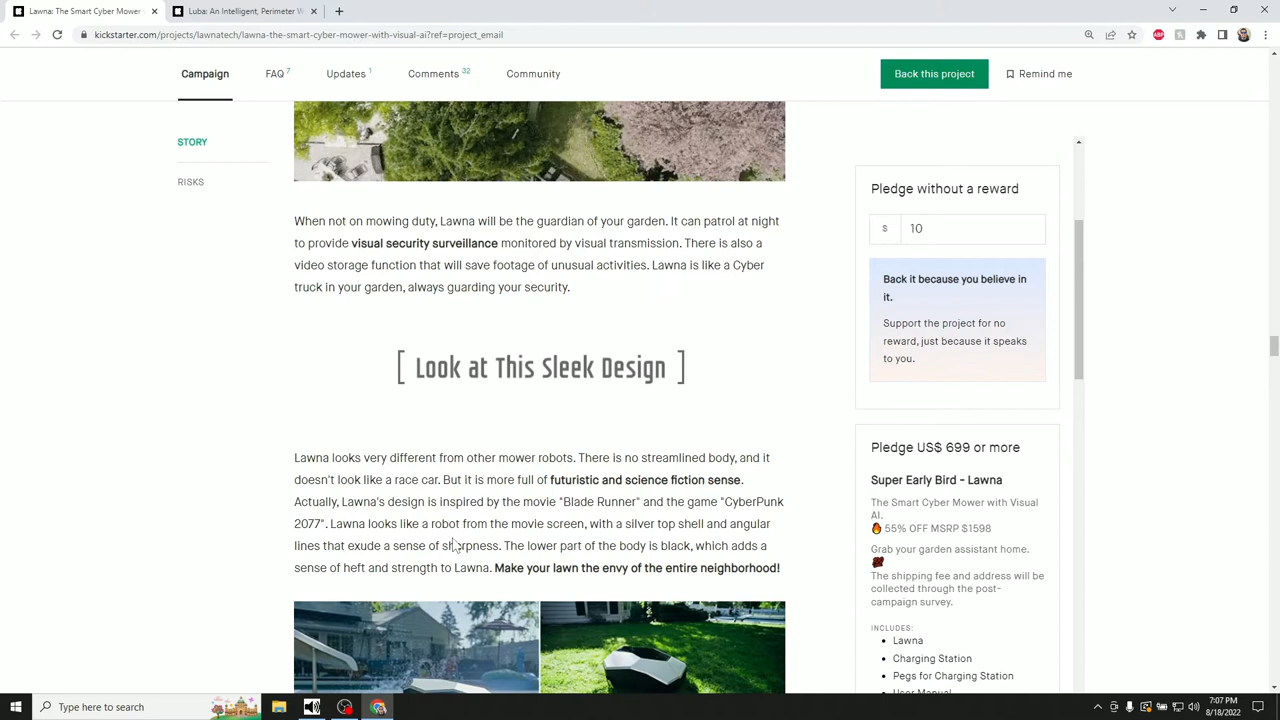 Lawna: The Smart Cyber Mower
Luba: An Intelligent, Perimeter W
kickstarter.com/projects/lawnatech/lawna-the-smart-cyber-mower-with-visual-ai?ref=project_email
ABP
Campaign
FAQ 7
Updates 1
Comments 32
Community
Back this project
Remind me
STORY
RISKS
When not on mowing duty, Lawna will be the guardian of your garden. It can patrol at night
to provide visual security surveillance monitored by visual transmission. There is also a
video storage function that will save footage of unusual activities. Lawna is like a Cyber
truck in your garden, always guarding your security.
[ Look at This Sleek Design ]
Lawna looks very different from other mower robots. There is no streamlined body, and it
doesn't look like a race car. But it is more full of futuristic and science fiction sense.
Actually, Lawna's design is inspired by the movie "Blade Runner" and the game "CyberPunk
2077". Lawna looks like a robot from the movie screen, with a silver top shell and angular
lines that exude a sense of sharpness. The lower part of the body is black, which adds a
sense of heft and strength to Lawna. Make your lawn the envy of the entire neighborhood!
Pledge without a reward
$ 10
Back it because you believe in
it.
Support the project for no
reward, just because it speaks
to you.
Pledge US$ 699 or more
Super Early Bird - Lawna
The Smart Cyber Mower with Visual
AI.
🔥 55% OFF MSRP $1598
Grab your garden assistant home.
The shipping fee and address will be
collected through the post-
campaign survey.
INCLUDES:
• Lawna
• Charging Station
• Pegs for Charging Station
• User Manual
Type here to search
7:07 PM
8/18/2022